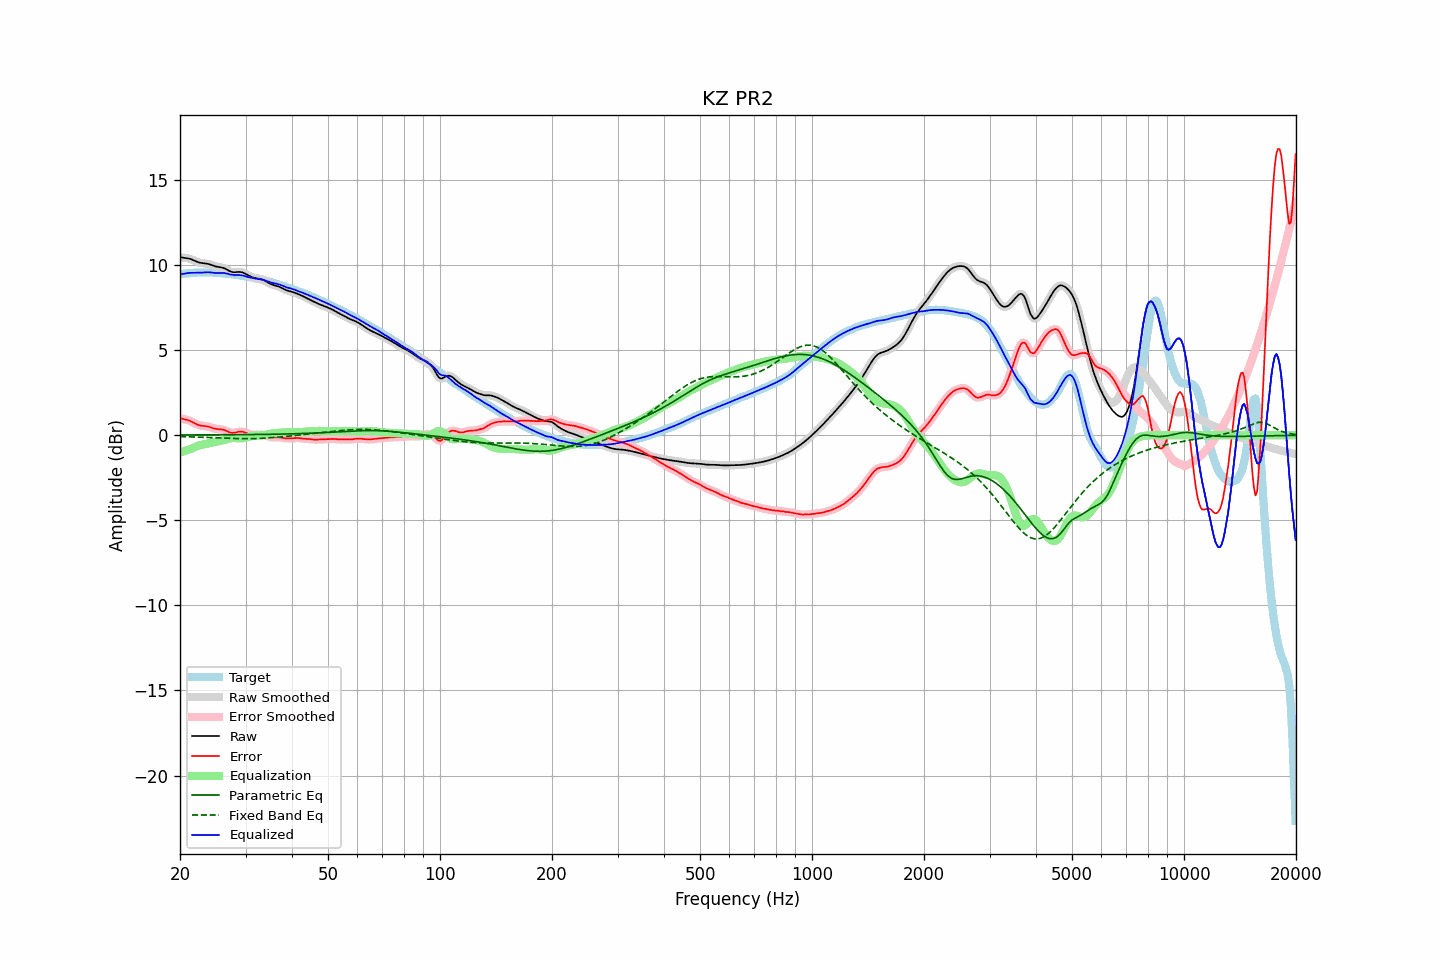 KZ PR2
Amplitude (dBr)
15
10
5
0
−5
−10
−15
−20
Target
Raw Smoothed
Error Smoothed
Raw
Error
Equalization
Parametric Eq
Fixed Band Eq
Equalized
20 50 100 200 500 1000 2000 5000 10000 20000
Frequency (Hz)